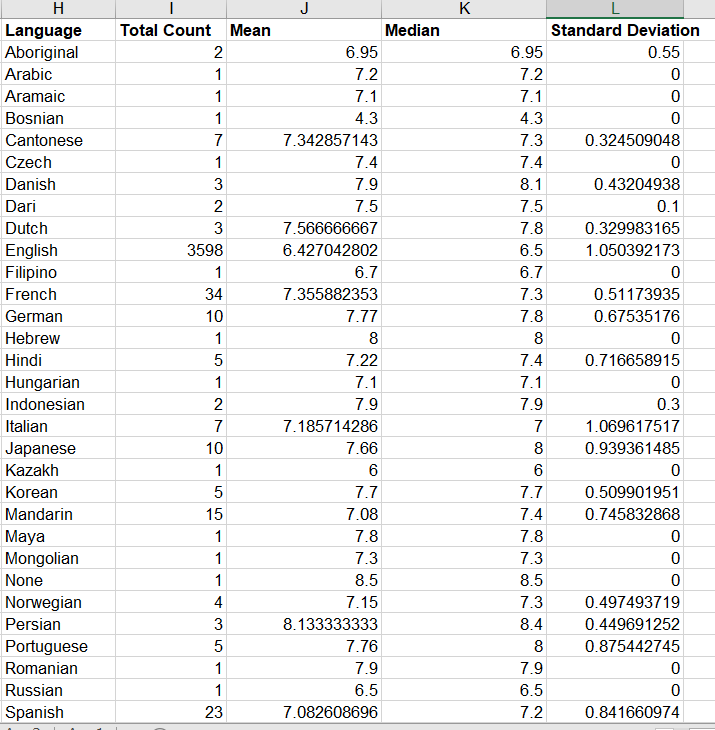 H I J K L
Language Total Count Mean Median Standard Deviation
Aboriginal 2 6.95 6.95 0.55
Arabic 1 7.2 7.2 0
Aramaic 1 7.1 7.1 0
Bosnian 1 4.3 4.3 0
Cantonese 7 7.342857143 7.3 0.324509048
Czech 1 7.4 7.4 0
Danish 3 7.9 8.1 0.43204938
Dari 2 7.5 7.5 0.1
Dutch 3 7.566666667 7.8 0.329983165
English 3598 6.427042802 6.5 1.050392173
Filipino 1 6.7 6.7 0
French 34 7.355882353 7.3 0.51173935
German 10 7.77 7.8 0.67535176
Hebrew 1 8 8 0
Hindi 5 7.22 7.4 0.716658915
Hungarian 1 7.1 7.1 0
Indonesian 2 7.9 7.9 0.3
Italian 7 7.185714286 7 1.069617517
Japanese 10 7.66 8 0.939361485
Kazakh 1 6 6 0
Korean 5 7.7 7.7 0.509901951
Mandarin 15 7.08 7.4 0.745832868
Maya 1 7.8 7.8 0
Mongolian 1 7.3 7.3 0
None 1 8.5 8.5 0
Norwegian 4 7.15 7.3 0.497493719
Persian 3 8.133333333 8.4 0.449691252
Portuguese 5 7.76 8 0.875442745
Romanian 1 7.9 7.9 0
Russian 1 6.5 6.5 0
Spanish 23 7.082608696 7.2 0.841660974